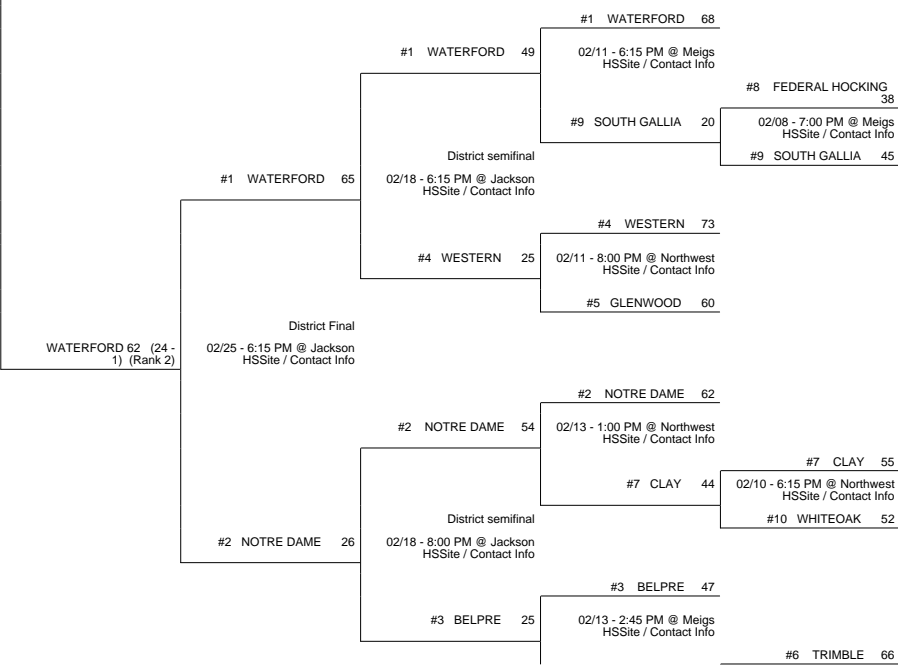 #1 WATERFORD 68
#1 WATERFORD 49
02/11 - 6:15 PM @ Meigs
HSSite / Contact Info
#8 FEDERAL HOCKING
38
#9 SOUTH GALLIA 20
02/08 - 7:00 PM @ Meigs
HSSite / Contact Info
District semifinal
#9 SOUTH GALLIA 45
#1 WATERFORD 65
02/18 - 6:15 PM @ Jackson
HSSite / Contact Info
#4 WESTERN 73
#4 WESTERN 25
02/11 - 8:00 PM @ Northwest
HSSite / Contact Info
#5 GLENWOOD 60
District Final
WATERFORD 62 (24 -
1) (Rank 2)
02/25 - 6:15 PM @ Jackson
HSSite / Contact Info
#2 NOTRE DAME 62
#2 NOTRE DAME 54
02/13 - 1:00 PM @ Northwest
HSSite / Contact Info
#7 CLAY 55
#7 CLAY 44
02/10 - 6:15 PM @ Northwest
HSSite / Contact Info
District semifinal
#10 WHITEOAK 52
#2 NOTRE DAME 26
02/18 - 8:00 PM @ Jackson
HSSite / Contact Info
#3 BELPRE 47
#3 BELPRE 25
02/13 - 2:45 PM @ Meigs
HSSite / Contact Info
#6 TRIMBLE 66